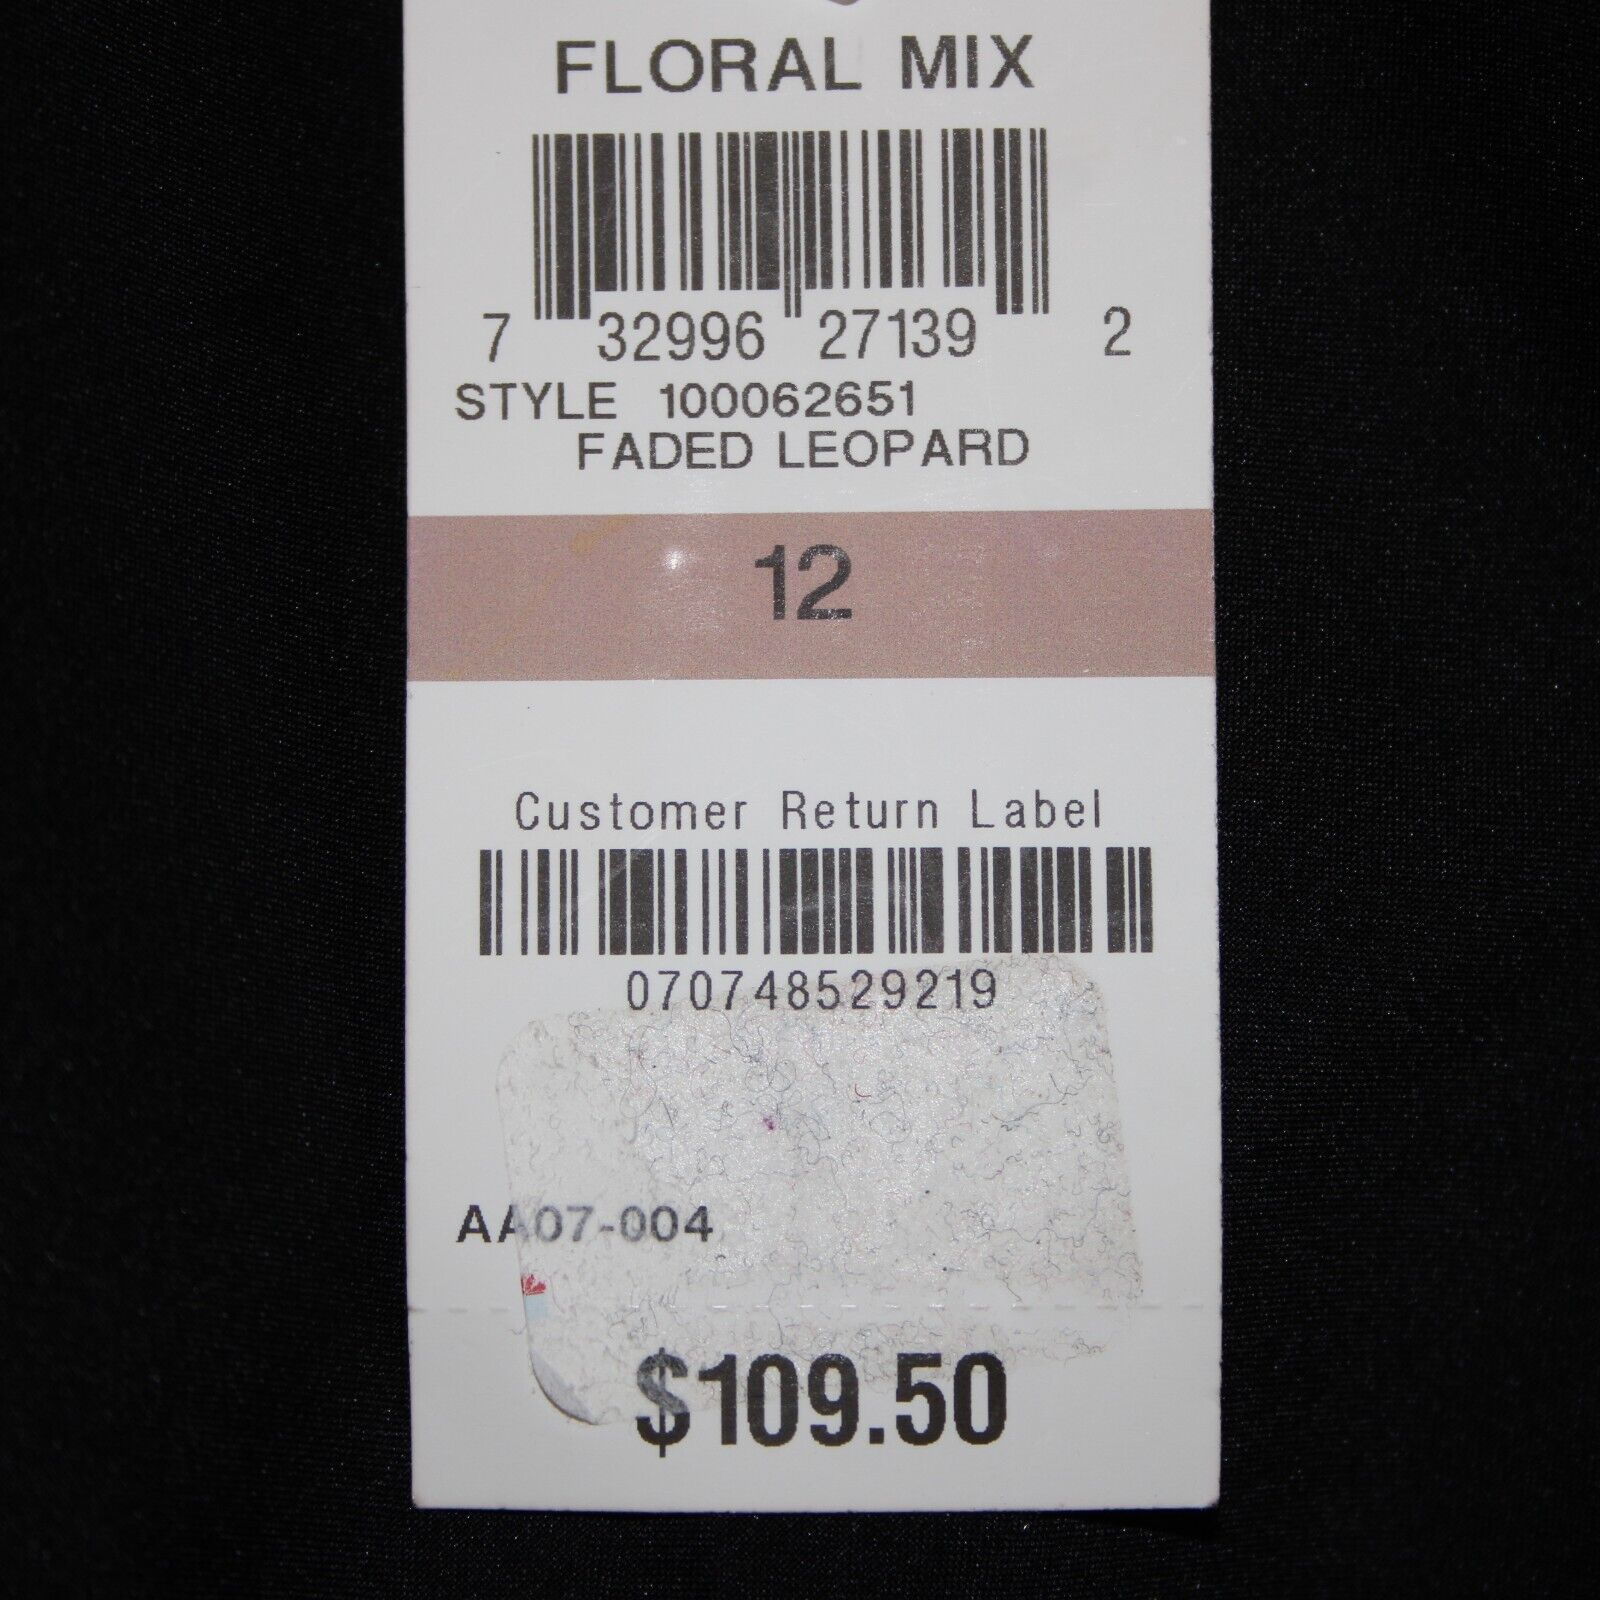 FLORAL MIX
7 32996 27139 2
STYLE 100062651
FADED LEOPARD
12
Customer Return Label
070748529219
AA07-004
$109.50